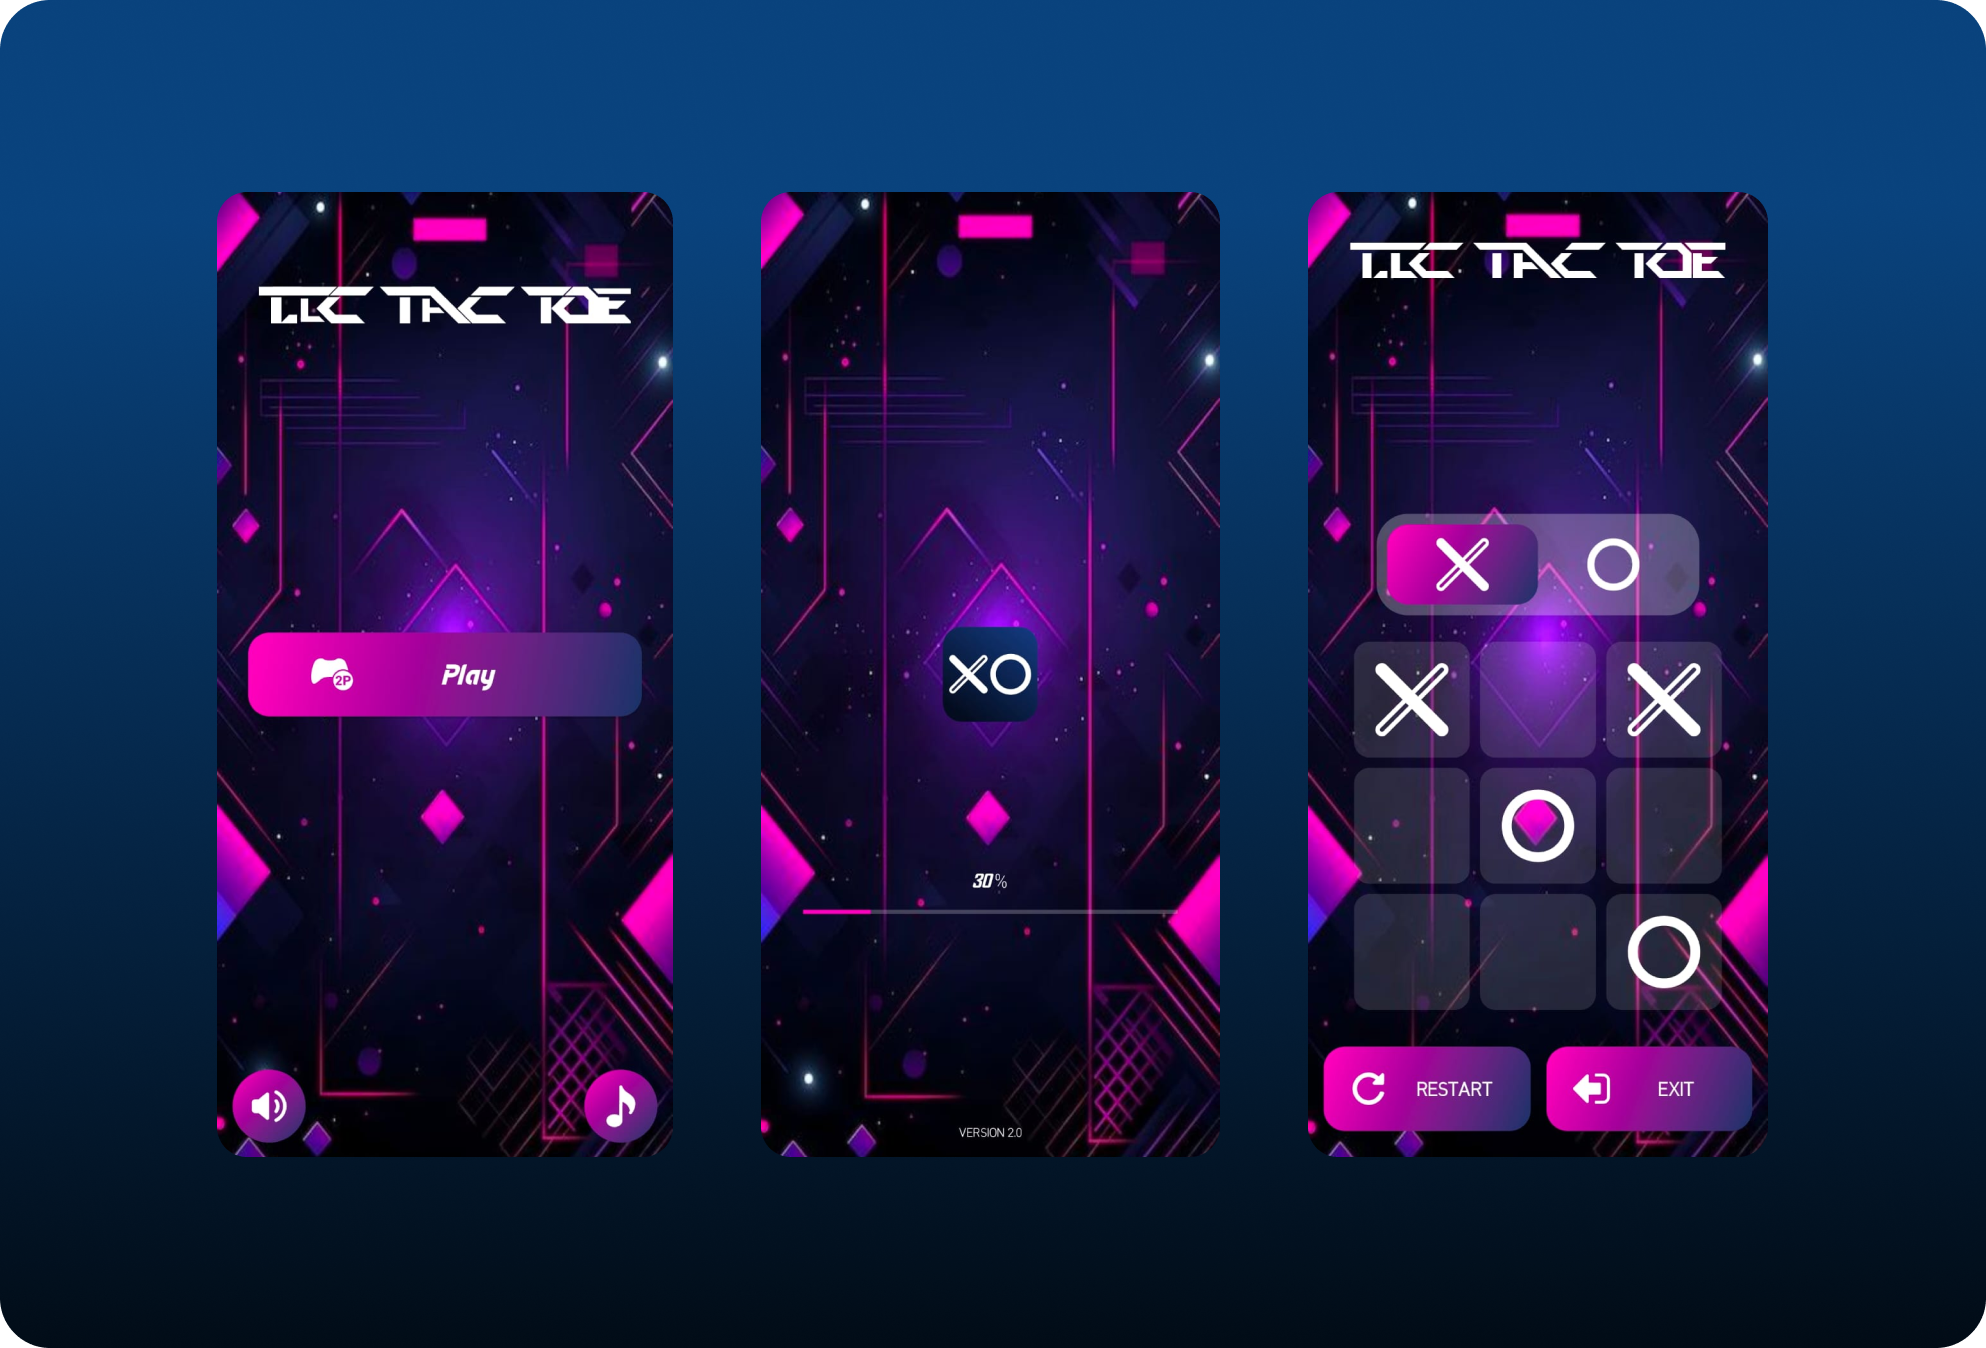 TIC TAC TOE
2P
Play
XO
30%
VERSION 2.0
TIC TAC TOE
X O
X X
O
O
RESTART
EXIT